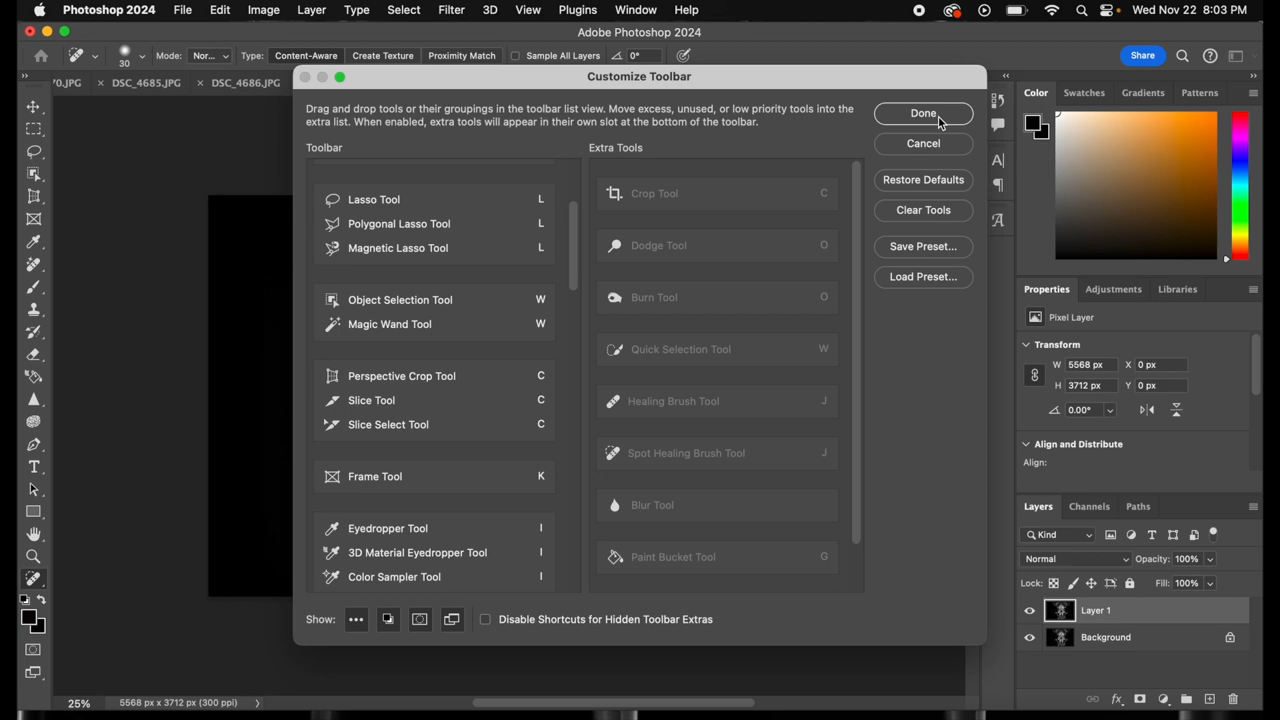 Photoshop 2024 File Edit Image Layer Type Select Filter 3D View Plugins Window Help Wed Nov 22 8:03 PM
Adobe Photoshop 2024
30 Mode: Nor... Type: Content-Aware Create Texture Proximity Match Sample All Layers 0° Share
70.JPG DSC_4685.JPG DSC_4686.JPG
Customize Toolbar
Drag and drop tools or their groupings in the toolbar list view. Move excess, unused, or low priority tools into the
extra list. When enabled, extra tools will appear in their own slot at the bottom of the toolbar.
Toolbar
Lasso Tool L
Polygonal Lasso Tool L
Magnetic Lasso Tool L
Object Selection Tool W
Magic Wand Tool W
Perspective Crop Tool C
Slice Tool C
Slice Select Tool C
Frame Tool K
Eyedropper Tool I
3D Material Eyedropper Tool I
Color Sampler Tool I
Extra Tools
Crop Tool C
Dodge Tool O
Burn Tool O
Quick Selection Tool W
Healing Brush Tool J
Spot Healing Brush Tool J
Blur Tool
Paint Bucket Tool G
Done
Cancel
Restore Defaults
Clear Tools
Save Preset...
Load Preset...
Show: Disable Shortcuts for Hidden Toolbar Extras
Color Swatches Gradients Patterns
Properties Adjustments Libraries
Pixel Layer
Transform
W 5568 px X 0 px
H 3712 px Y 0 px
0.00°
Align and Distribute
Align:
Layers Channels Paths
Kind
Normal Opacity: 100%
Lock: Fill: 100%
Layer 1
Background
25% 5568 px x 3712 px (300 ppi)